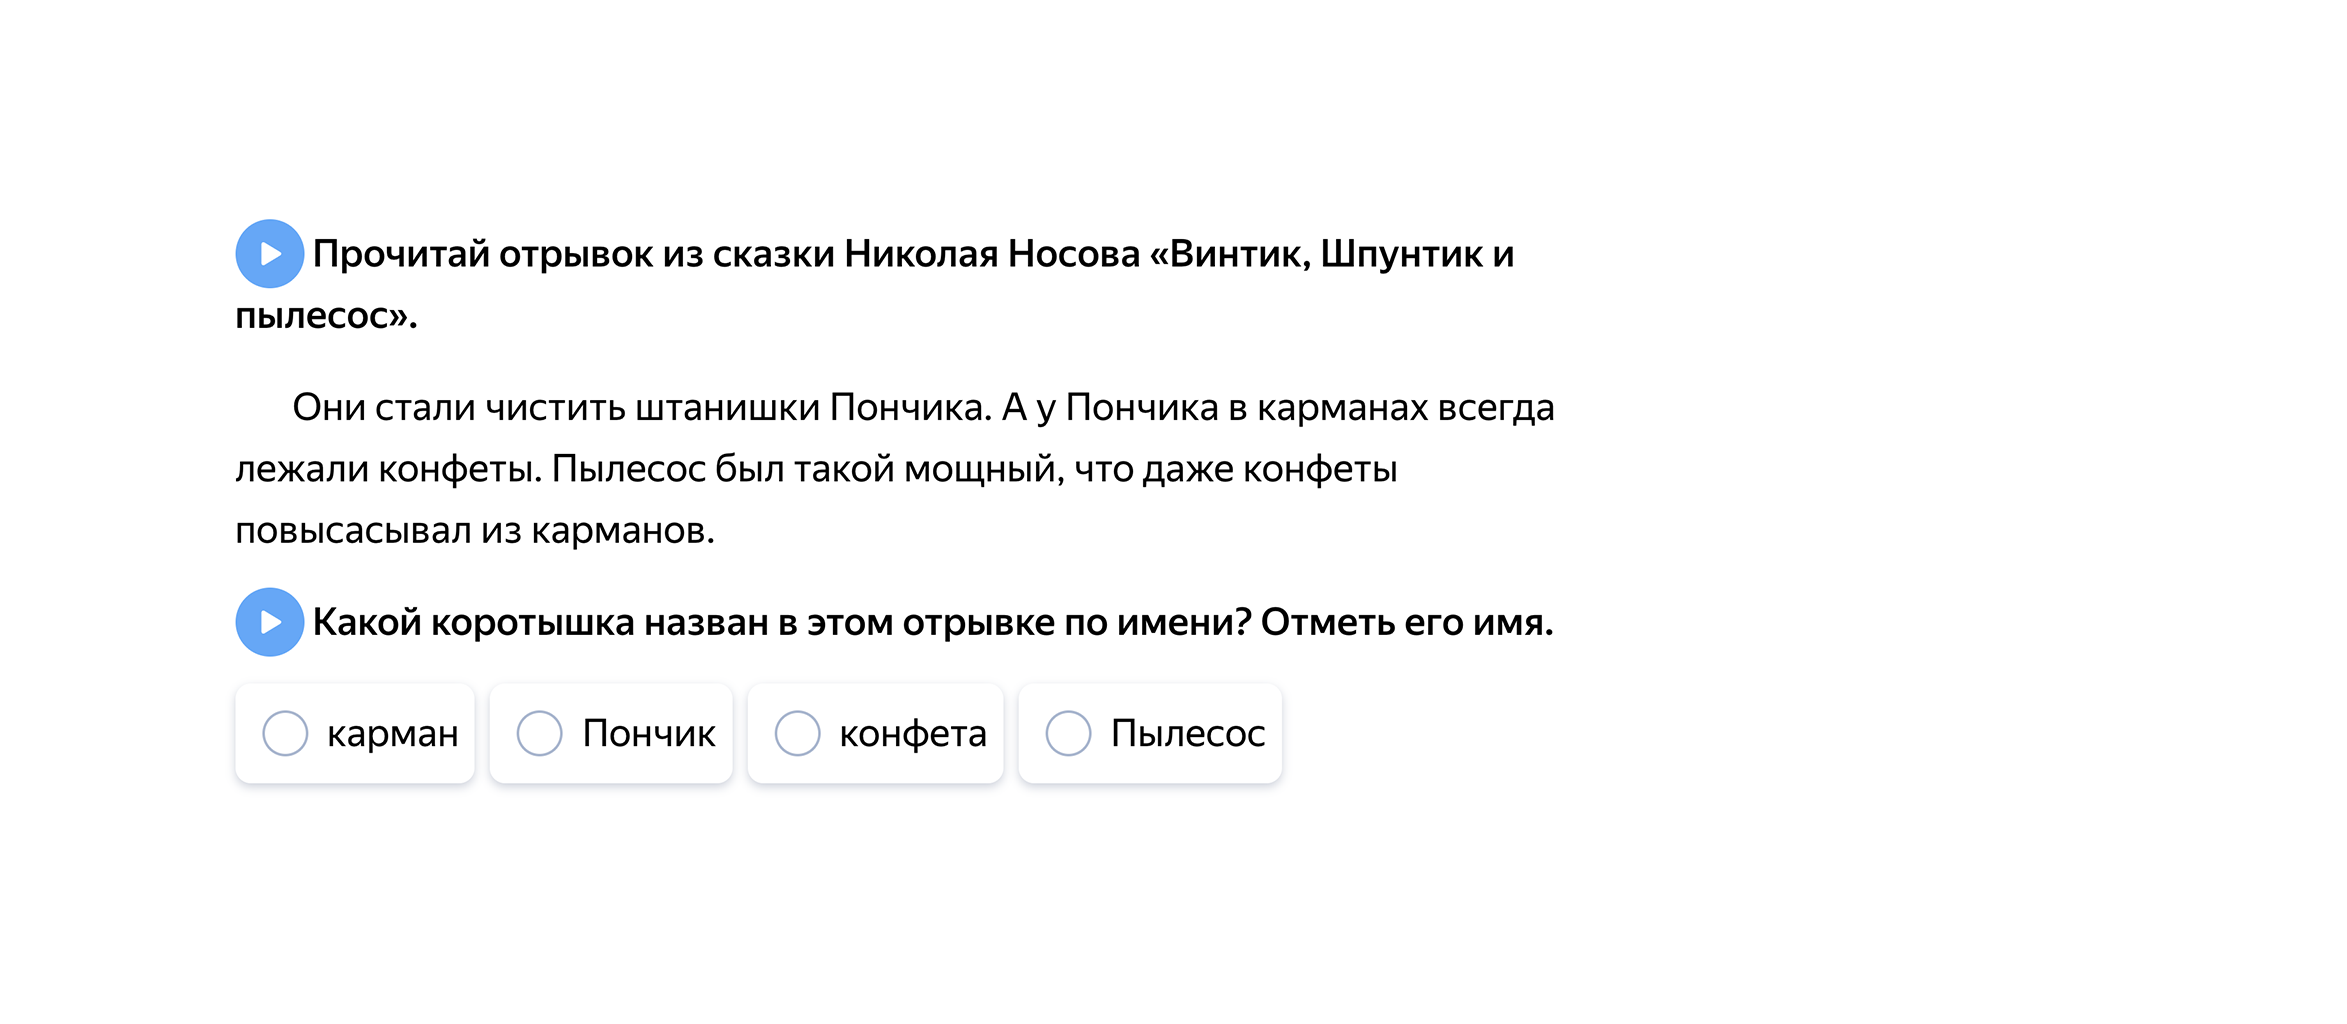 Прочитай отрывок из сказки Николая Носова «Винтик, Шпунтик и
пылесос».
Они стали чистить штанишки Пончика. А у Пончика в карманах всегда
лежали конфеты. Пылесос был такой мощный, что даже конфеты
повысасывал из карманов.
Какой коротышка назван в этом отрывке по имени? Отметь его имя.
карман Пончик конфета Пылесос